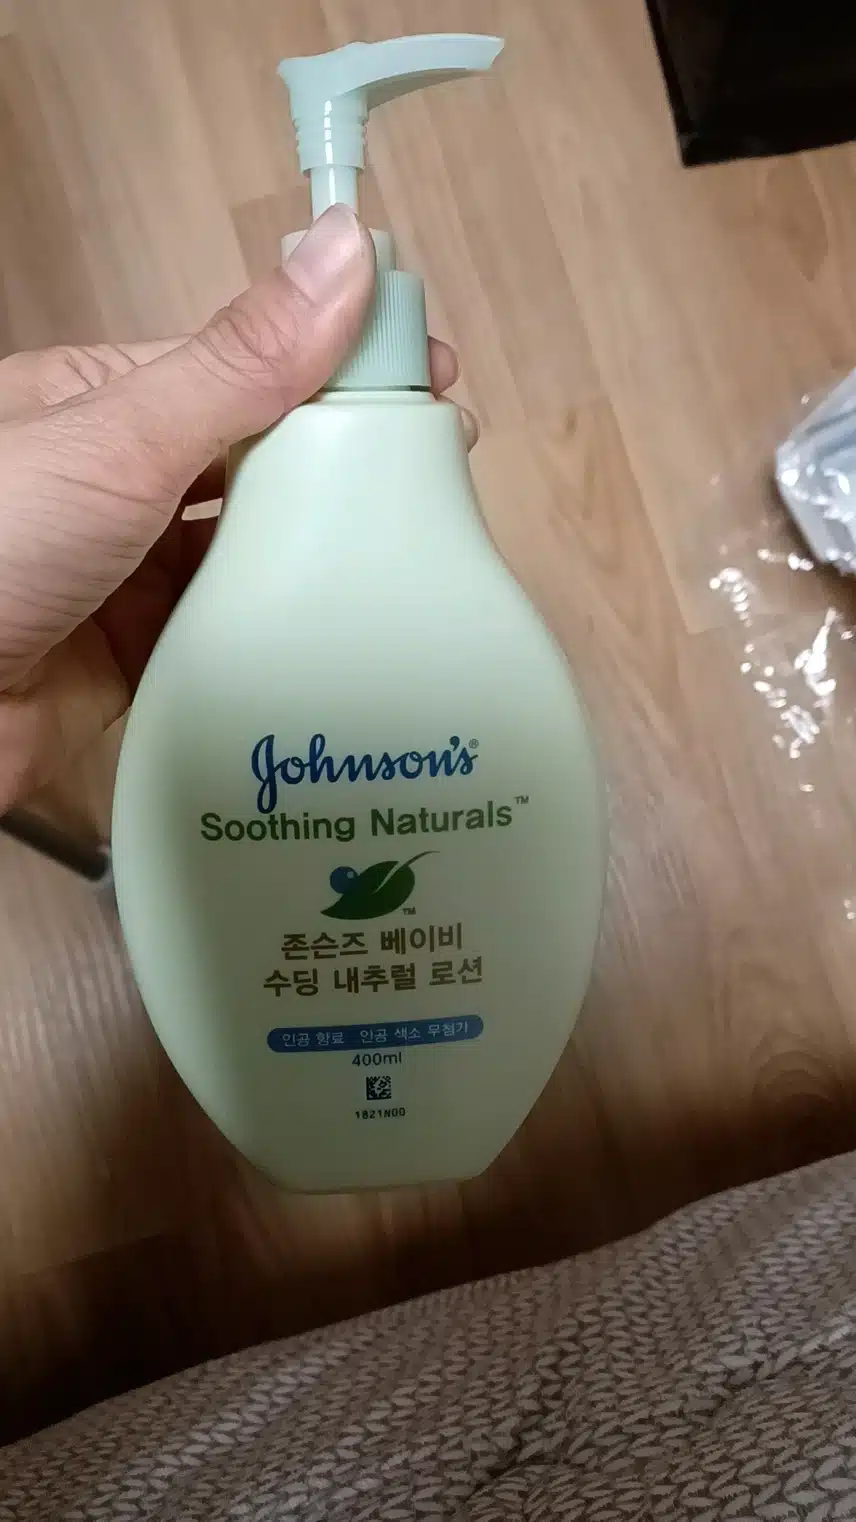 Johnson's®
Soothing Naturals™
™
존슨즈 베이비
수딩 내추럴 로션
인공 향료 인공 색소 무첨가
400ml
1821N00